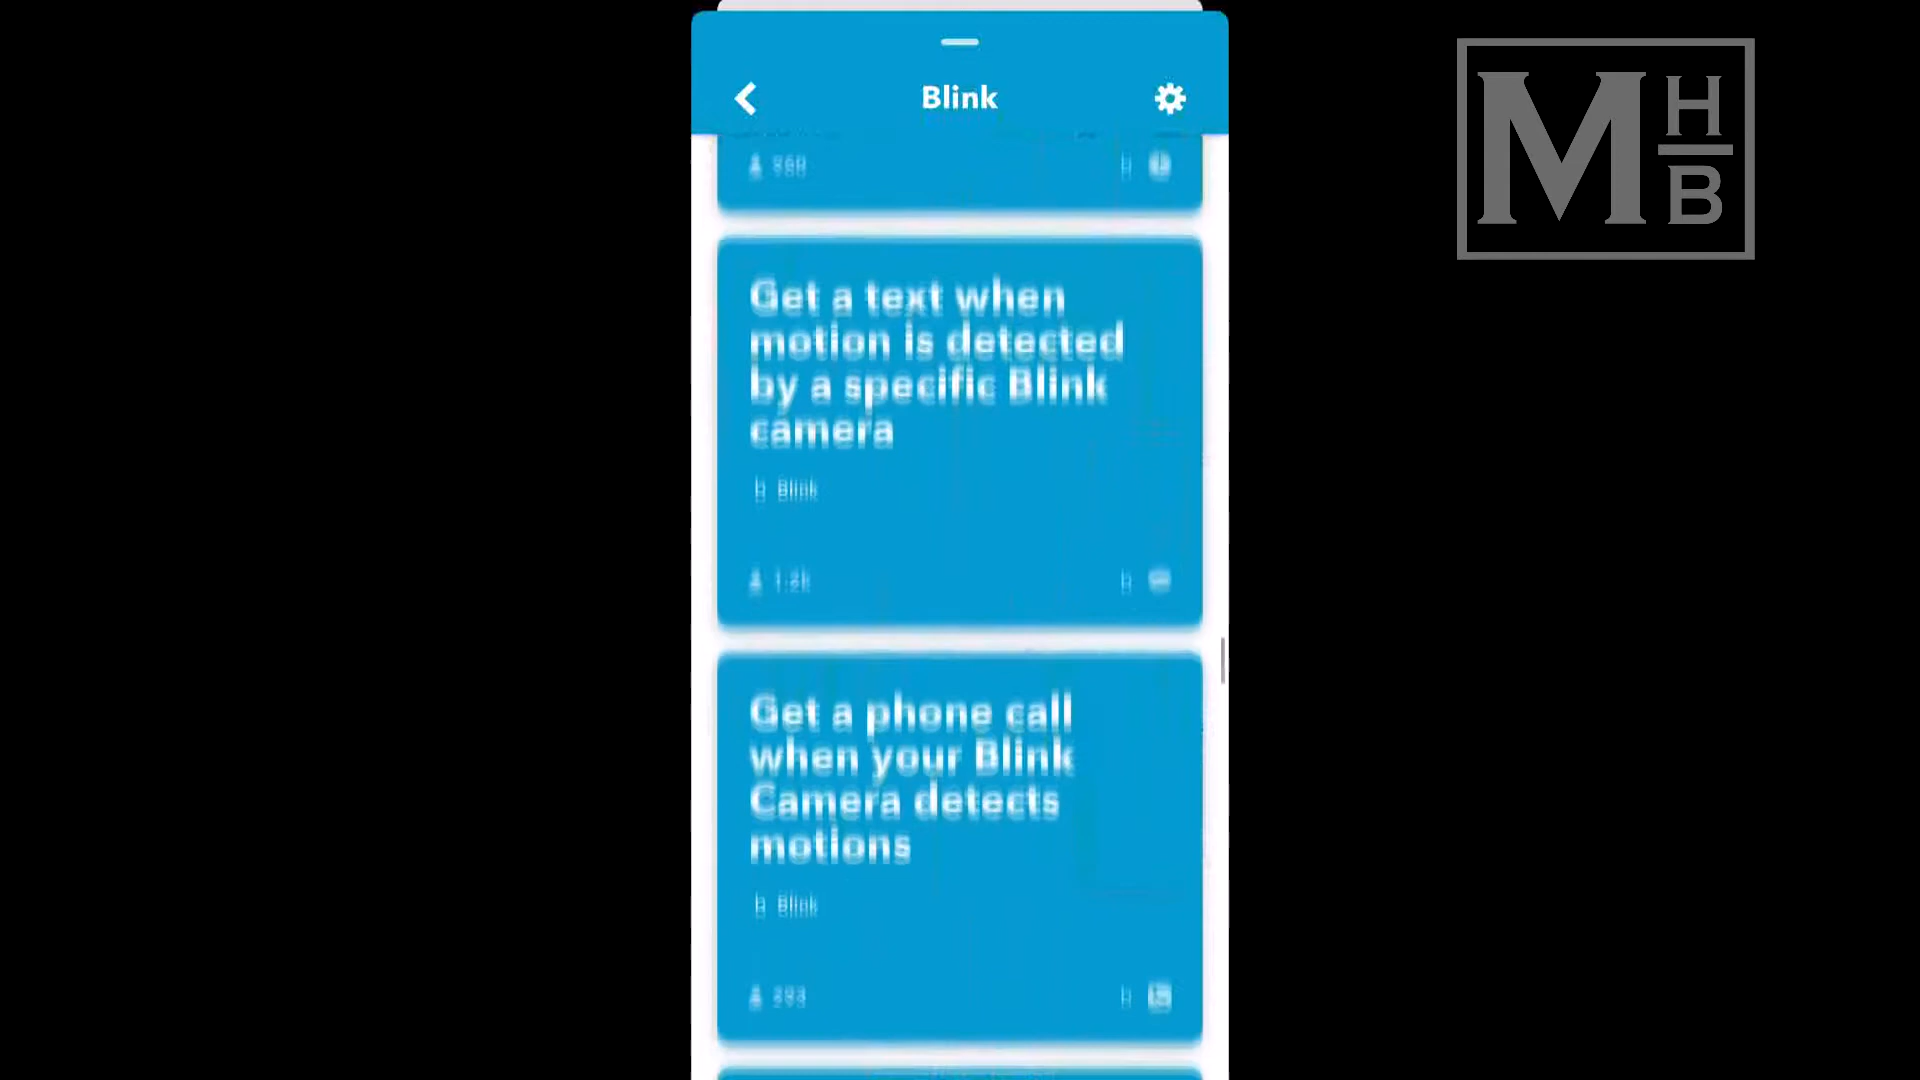 Blink
M H B
Get a text when
motion is detected
by a specific Blink
camera
Blink
Get a phone call
when your Blink
Camera detects
motions
Blink